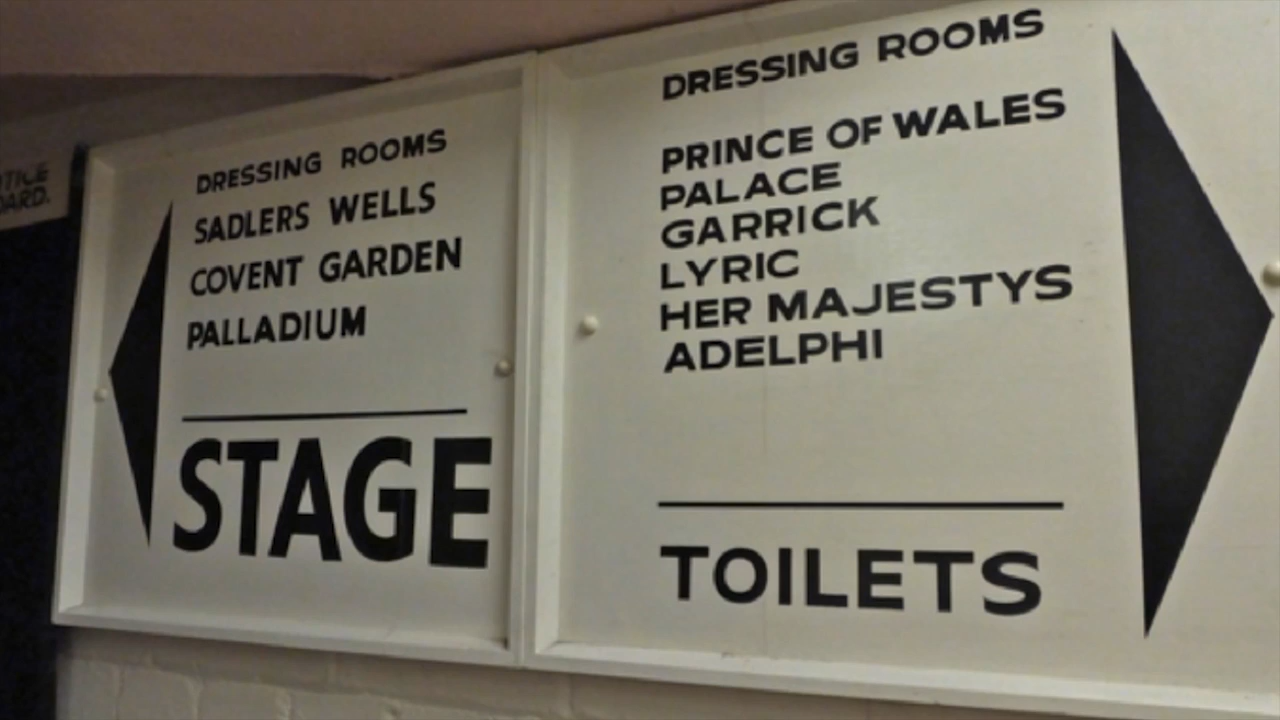 DRESSING ROOMS
SADLERS WELLS
COVENT GARDEN
PALLADIUM
STAGE
DRESSING ROOMS
PRINCE OF WALES
PALACE
GARRICK
LYRIC
HER MAJESTYS
ADELPHI
TOILETS